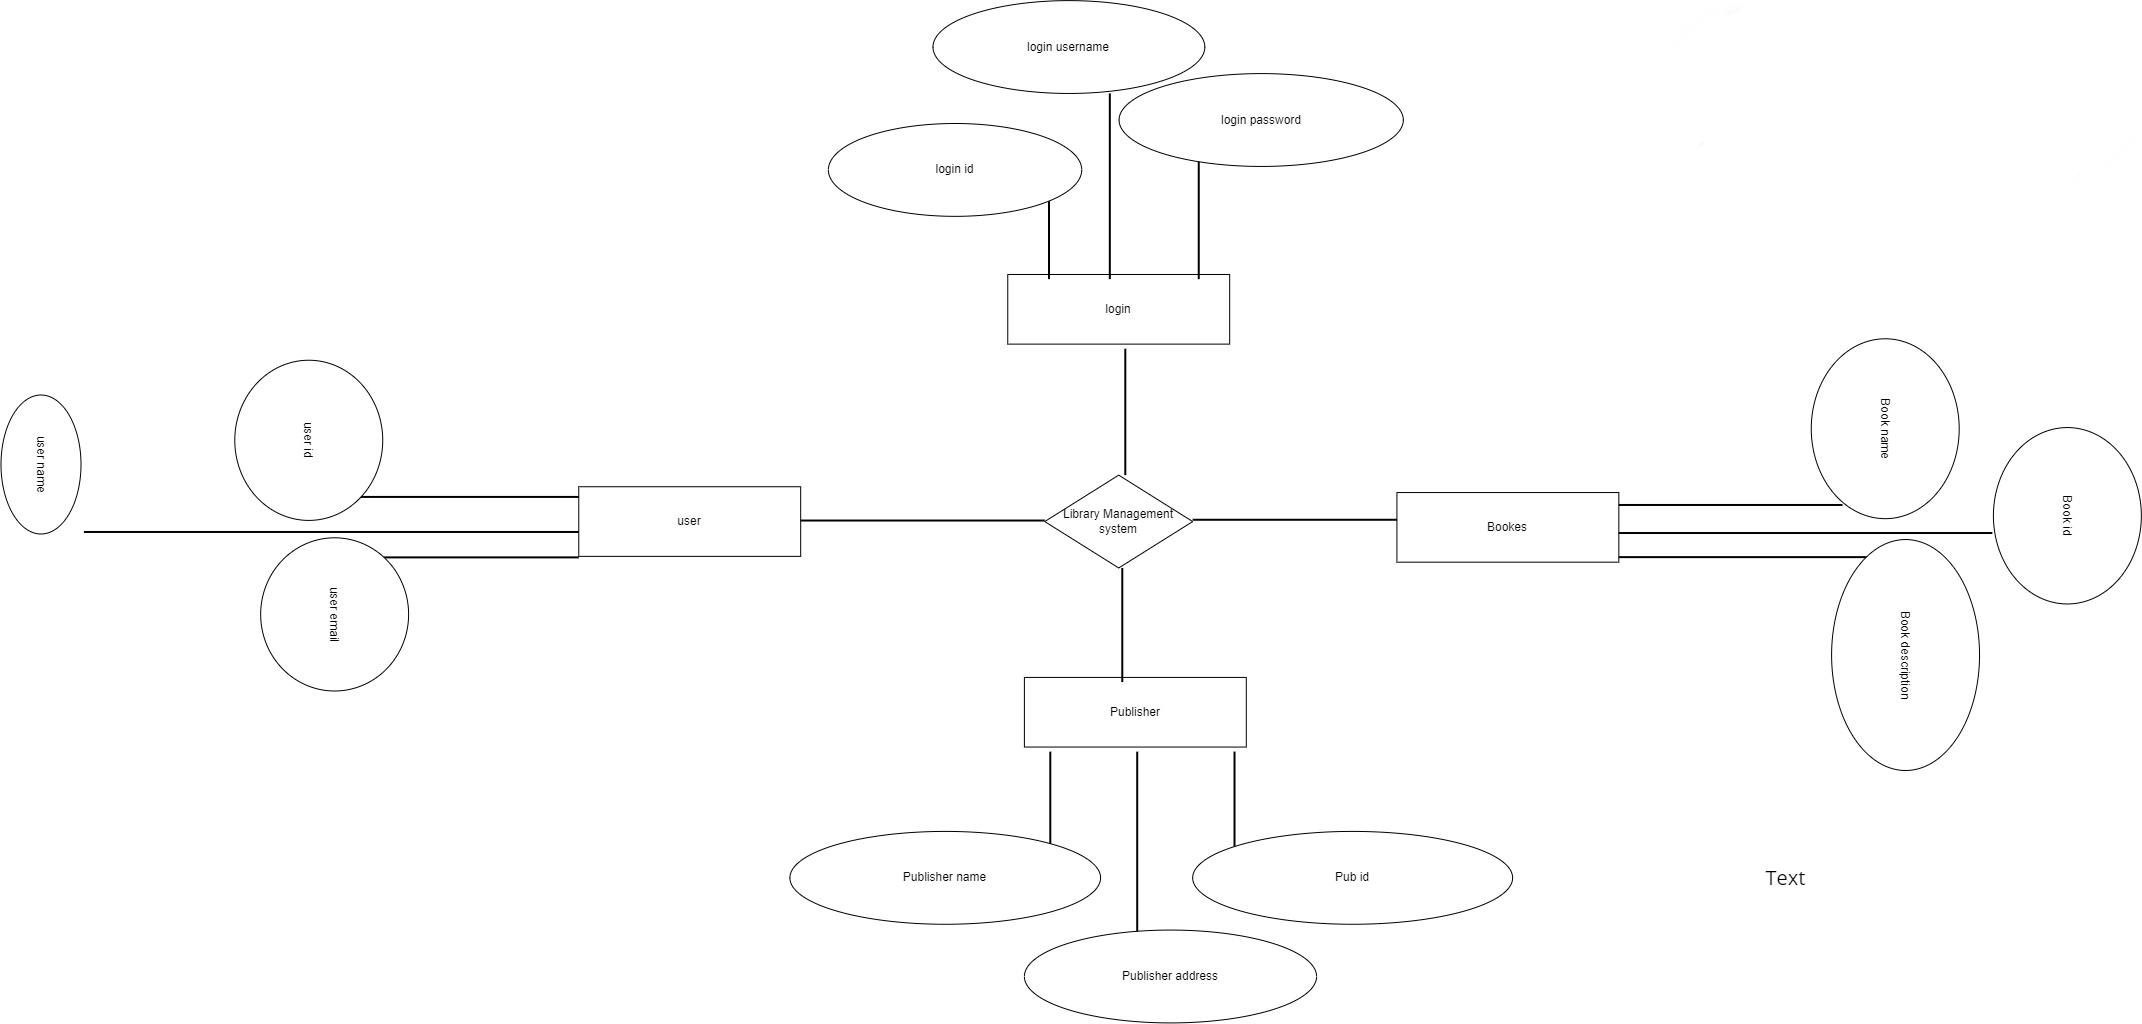 login username
login password
login id
login
Book name
user id
user name
Book id
Library Management
system
user
Bookes
user email
Book description
Publisher
Publisher name
Pub id
Text
Publisher address